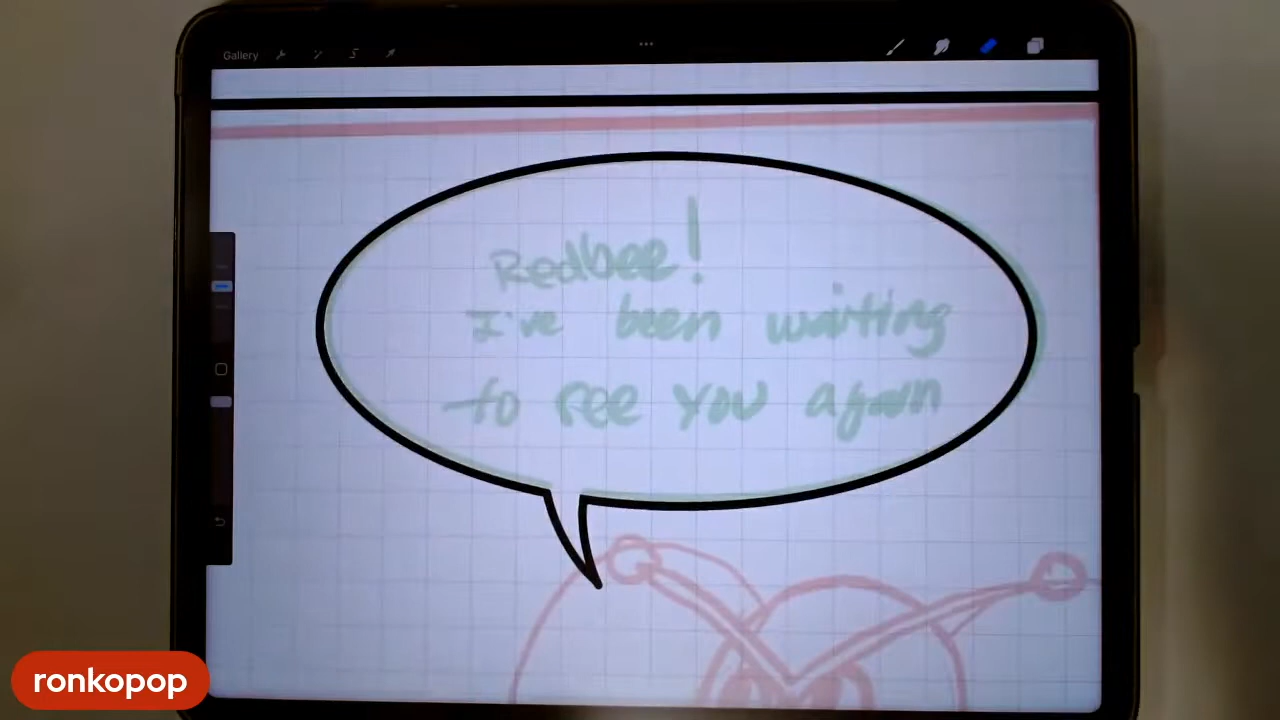 Gallery
Redbee!
I've been waiting
to see you again
ronkopop